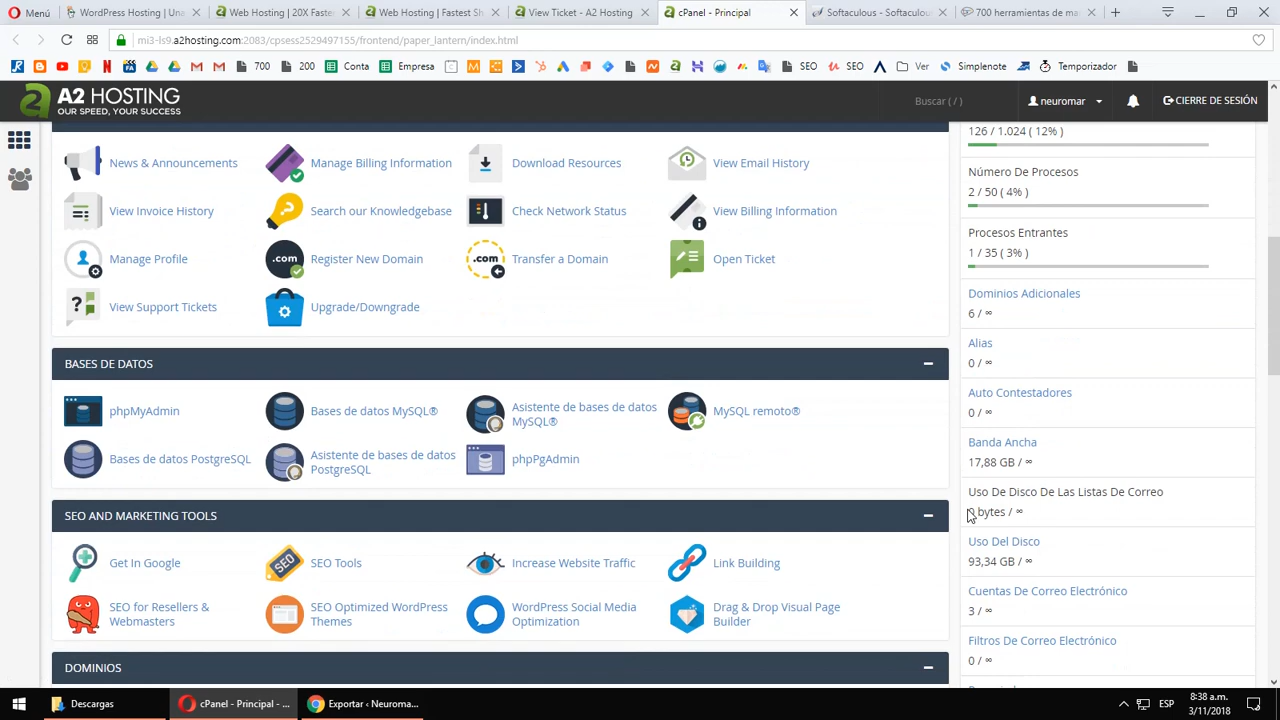 Menú
WordPress Hosting | Una
Web Hosting | 20X Faste
Web Hosting | Fastest Sh
View Ticket - A2 Hosting
cPanel - Principal
Softaculous - Softaculou
700 herramientas de ma
mi3-ls9.a2hosting.com:2083/cpsess2529497155/frontend/paper_lantern/index.html
700
200
Conta
Empresa
SEO
SEO
Ver
Simplenote
Temporizador
A2 HOSTING
OUR SPEED, YOUR SUCCESS
Buscar ( / )
neuromar
CIERRE DE SESIÓN
News & Announcements
Manage Billing Information
Download Resources
View Email History
View Invoice History
Search our Knowledgebase
Check Network Status
View Billing Information
Manage Profile
.com
Register New Domain
.com
Transfer a Domain
Open Ticket
View Support Tickets
Upgrade/Downgrade
BASES DE DATOS
phpMyAdmin
Bases de datos MySQL®
Asistente de bases de datos
MySQL®
MySQL remoto®
Bases de datos PostgreSQL
Asistente de bases de datos
PostgreSQL
phpPgAdmin
SEO AND MARKETING TOOLS
Get In Google
SEO
SEO Tools
Increase Website Traffic
Link Building
SEO for Resellers &
Webmasters
SEO Optimized WordPress
Themes
WordPress Social Media
Optimization
Drag & Drop Visual Page
Builder
DOMINIOS
126 / 1.024 ( 12% )
Número De Procesos
2 / 50 ( 4% )
Procesos Entrantes
1 / 35 ( 3% )
Dominios Adicionales
6 / ∞
Alias
0 / ∞
Auto Contestadores
0 / ∞
Banda Ancha
17,88 GB / ∞
Uso De Disco De Las Listas De Correo
0 bytes / ∞
Uso Del Disco
93,34 GB / ∞
Cuentas De Correo Electrónico
3 / ∞
Filtros De Correo Electrónico
0 / ∞
Descargas
cPanel - Principal - ...
Exportar ‹ Neuroma...
ESP
8:38 a.m.
3/11/2018